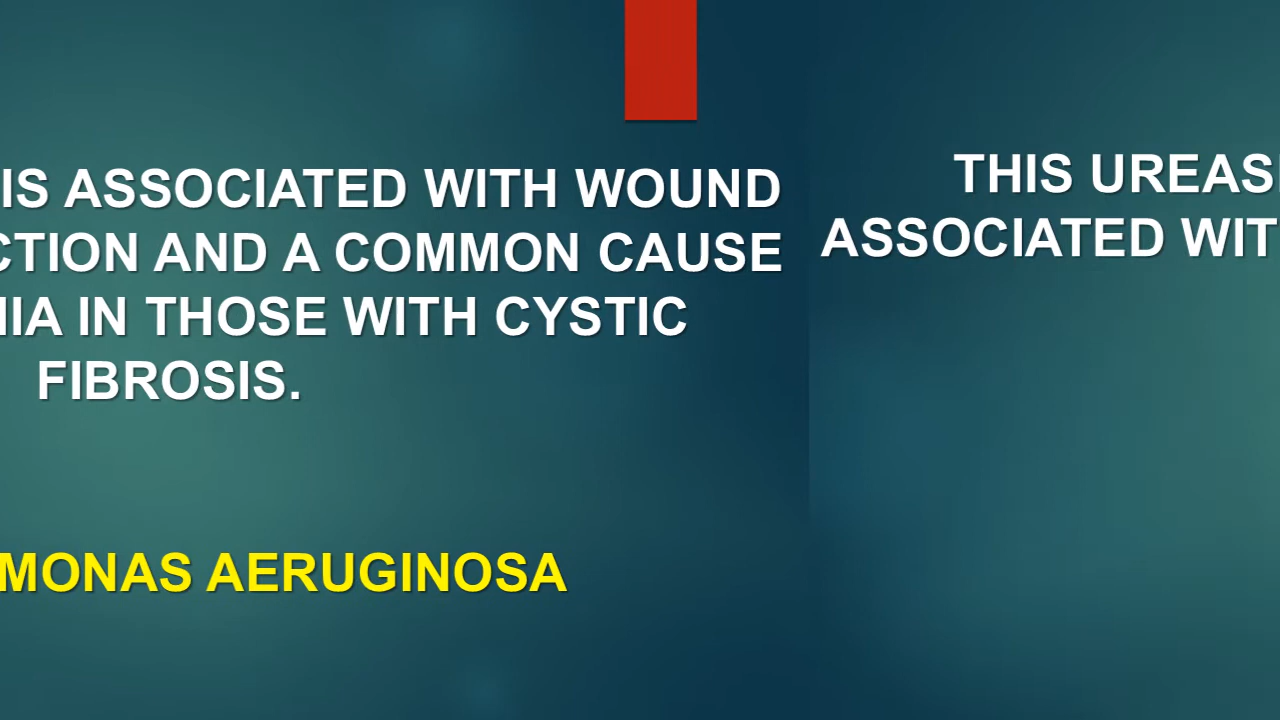 IS ASSOCIATED WITH WOUND
CTION AND A COMMON CAUSE
NIA IN THOSE WITH CYSTIC
FIBROSIS.
MONAS AERUGINOSA
THIS UREAS
ASSOCIATED WIT